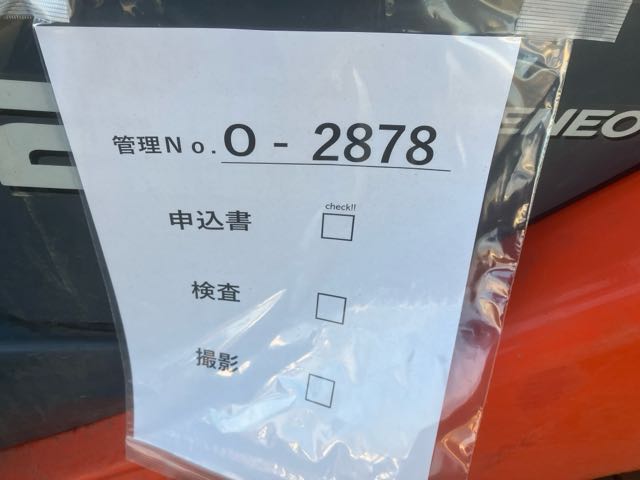 管理No. O - 2878
check!!
申込書 □
検査 □
撮影 □
ENEO